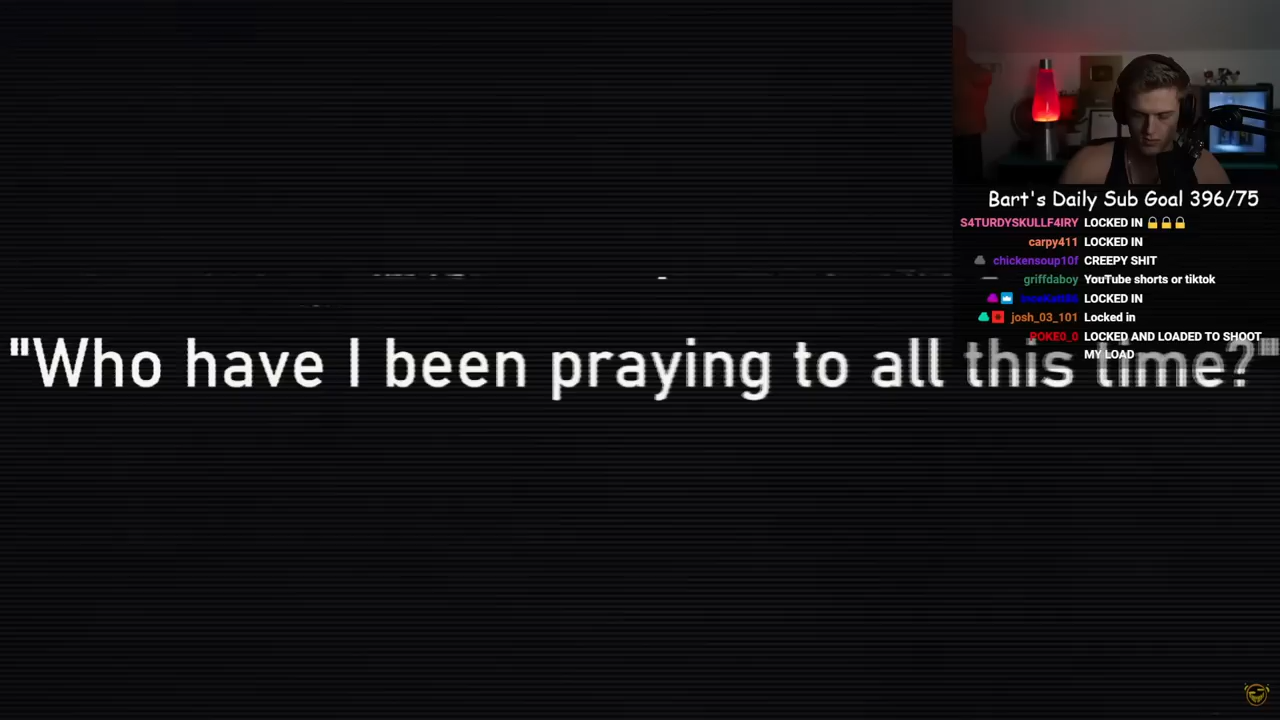 Bart's Daily Sub Goal 396/75
S4TURDYSKULLF4IRY LOCKED IN 🔒🔒🔒
carpy411 LOCKED IN
chickensoup10f CREEPY SHIT
griffdaboy YouTube shorts or tiktok
LOCKED IN
josh_03_101 Locked in
LOCKED AND LOADED TO SHOOT
MY LOAD
"Who have I been praying to all this time?"